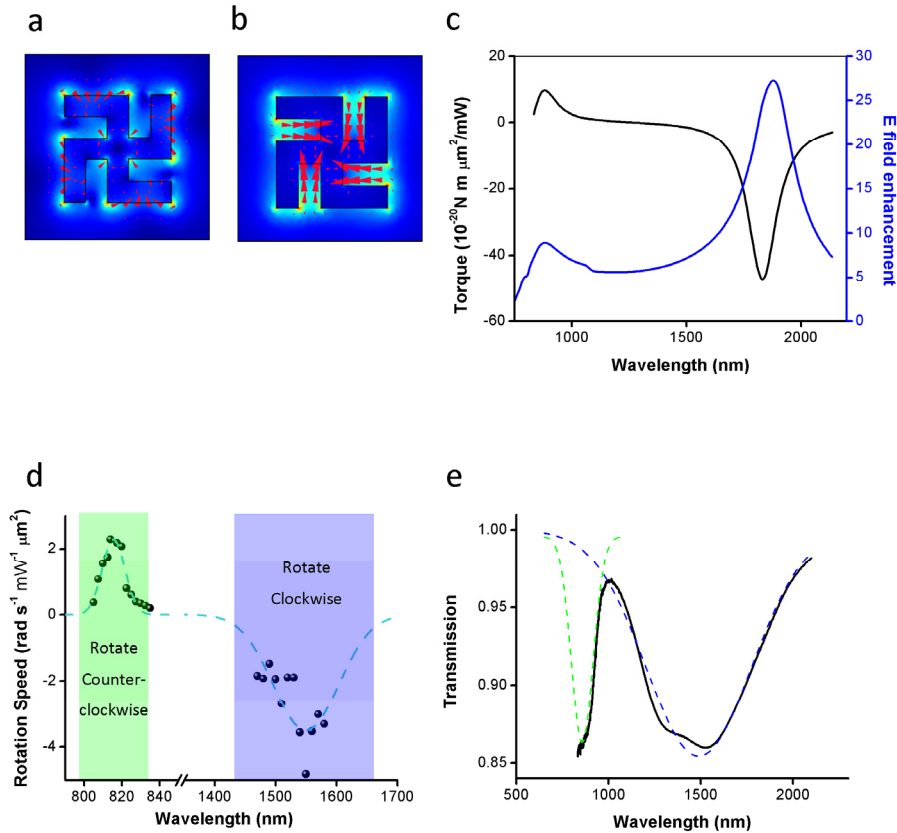 a
b
c
20
0
-20
-40
-60
Torque (10⁻²⁰N m μm²/mW)
30
25
20
15
10
5
0
E field enhancement
1000
1500
2000
Wavelength (nm)
d
2
0
-2
-4
Rotation Speed (rad s⁻¹ mW⁻¹ μm²)
Rotate
Counter-
clockwise
Rotate
Clockwise
800
820
840
1400
1500
1600
1700
Wavelength (nm)
e
1.00
0.95
0.90
0.85
Transmission
500
1000
1500
2000
Wavelength (nm)